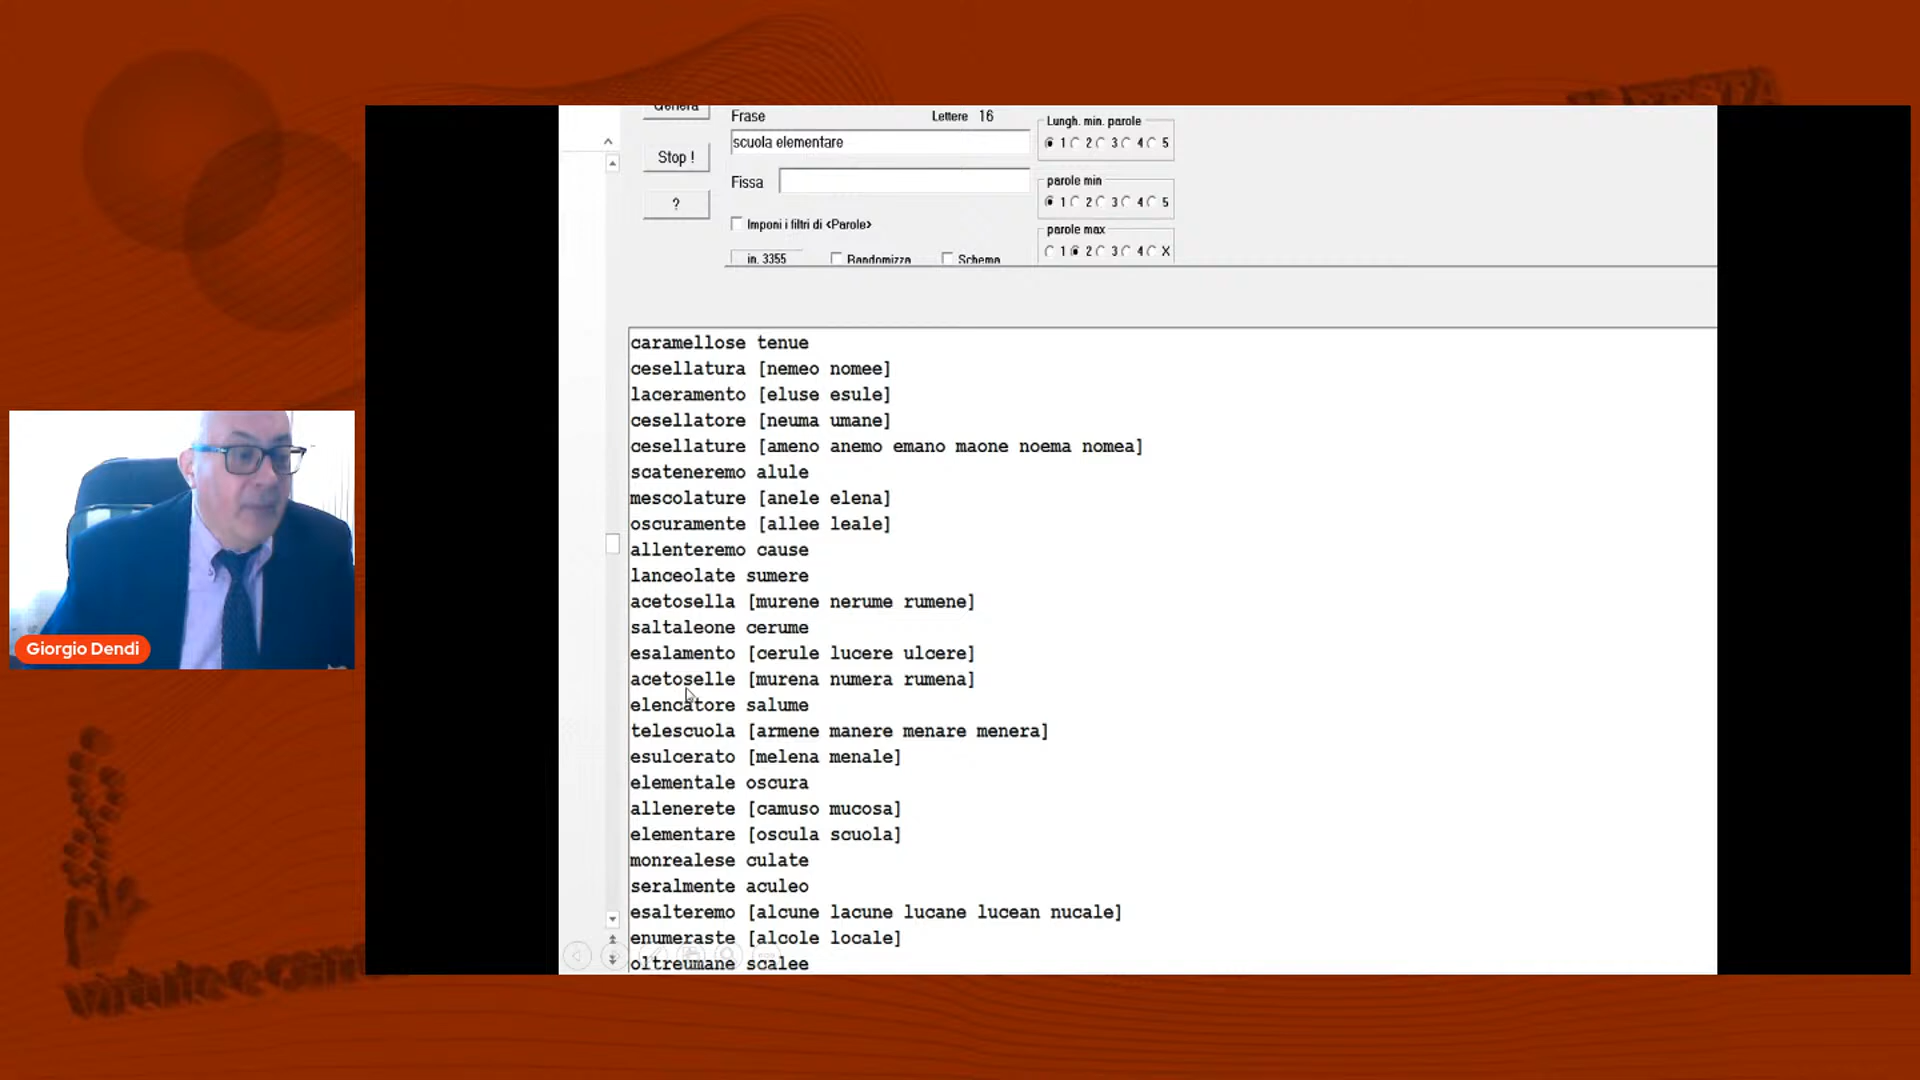 Genera
Frase
Lettere 16
Lungh. min. parole
scuola elementare
1 2 3 4 5
Stop !
Fissa
parole min
?
1 2 3 4 5
Imponi i filtri di <Parole>
parole max
in. 3355
Randomizza
Schema
1 2 3 4 X
caramellose tenue
cesellatura [nemeo nomee]
laceramento [eluse esule]
cesellatore [neuma umane]
cesellature [ameno anemo emano maone noema nomea]
scateneremo alule
mescolature [anele elena]
oscuramente [allee leale]
allenteremo cause
lanceolate sumere
acetosella [murene nerume rumene]
saltaleone cerume
esalamento [cerule lucere ulcere]
acetoselle [murena numera rumena]
elencatore salume
telescuola [armene manere menare menera]
esulcerato [melena menale]
elementale oscura
allenerete [camuso mucosa]
elementare [oscula scuola]
monrealese culate
seralmente aculeo
esalteremo [alcune lacune lucane lucean nucale]
enumeraste [alcole locale]
oltreumane scalee
Giorgio Dendi
virtute e cano